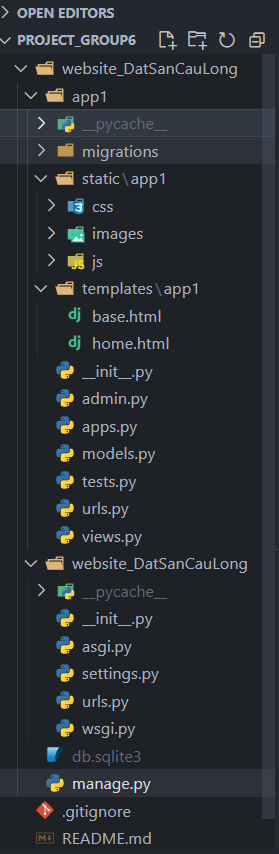 OPEN EDITORS
PROJECT_GROUP6
website_DatSanCauLong
app1
__pycache__
migrations
static\app1
css
images
js
templates\app1
base.html
home.html
__init__.py
admin.py
apps.py
models.py
tests.py
urls.py
views.py
website_DatSanCauLong
__pycache__
__init__.py
asgi.py
settings.py
urls.py
wsgi.py
db.sqlite3
manage.py
.gitignore
README.md